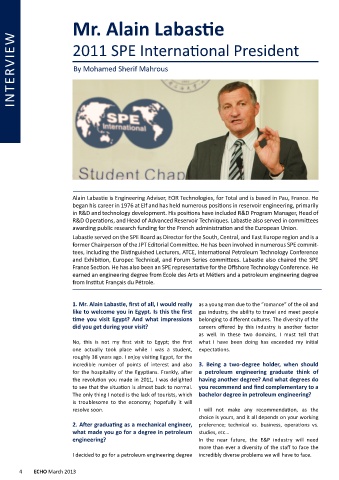 INTERVIEW
Mr. Alain Labastie
2011 SPE International President
By Mohamed Sherif Mahrous
SPE
International
Student Chap
Alain Labastie is Engineering Adviser, EOR Technologies, for Total and is based in Pau, France. He
began his career in 1976 at Elf and has held numerous positions in reservoir engineering, primarily
in R&D and technology development. His positions have included R&D Program Manager, Head of
R&D Operations, and Head of Advanced Reservoir Techniques. Labastie also served in committees
awarding public research funding for the French administration and the European Union.
Labastie served on the SPE Board as Director for the South, Central, and East Europe region and is a
former Chairperson of the JPT Editorial Committee. He has been involved in numerous SPE commit-
tees, including the Distinguished Lecturers, ATCE, International Petroleum Technology Conference
and Exhibition, Europec Technical, and Forum Series committees. Labastie also chaired the SPE
France Section. He has also been an SPE representative for the Offshore Technology Conference. He
earned an engineering degree from Ecole des Arts et Métiers and a petroleum engineering degree
from Institut Français du Pétrole.
1. Mr. Alain Labastie, first of all, I would really
like to welcome you in Egypt. Is this the first
time you visit Egypt? And what impressions
did you get during your visit?
No, this is not my first visit to Egypt; the first
one actually took place while I was a student,
roughly 38 years ago. I enjoy visiting Egypt, for the
incredible number of points of interest and also
for the hospitality of the Egyptians. Frankly, after
the revolution you made in 2011, I was delighted
to see that the situation is almost back to normal.
The only thing I noted is the lack of tourists, which
is troublesome to the economy; hopefully it will
resolve soon.
2. After graduating as a mechanical engineer,
what made you go for a degree in petroleum
engineering?
I decided to go for a petroleum engineering degree
as a young man due to the "romance" of the oil and
gas industry, the ability to travel and meet people
belonging to different cultures. The diversity of the
careers offered by this industry is another factor
as well. In these two domains, I must tell that
what I have been doing has exceeded my initial
expectations.
3. Being a two-degree holder, when should
a petroleum engineering graduate think of
having another degree? And what degrees do
you recommend and find complementary to a
bachelor degree in petroleum engineering?
I will not make any recommendation, as the
choice is yours, and it all depends on your working
preference; technical vs. business, operations vs.
studies, etc...
In the near future, the E&P industry will need
more than ever a diversity of the staff to face the
incredibly diverse problems we will have to face.
4 ECHO March 2013